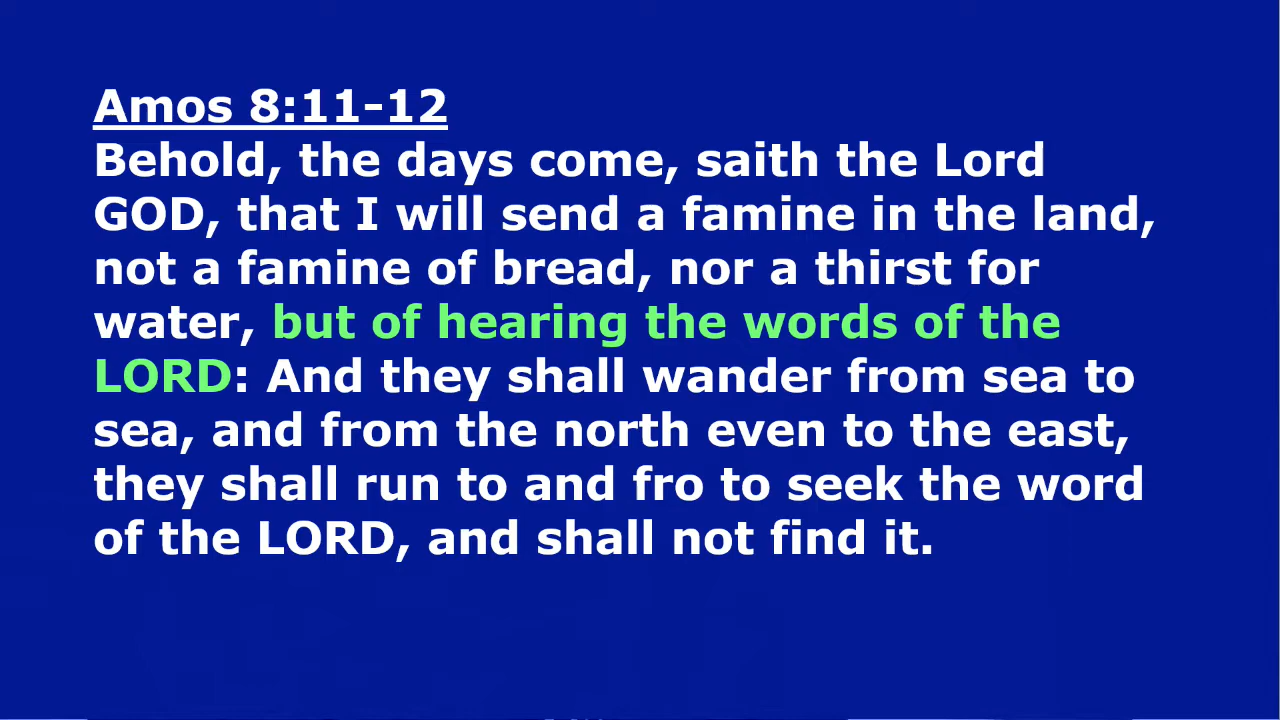 Amos 8:11-12
Behold, the days come, saith the Lord
GOD, that I will send a famine in the land,
not a famine of bread, nor a thirst for
water, but of hearing the words of the
LORD: And they shall wander from sea to
sea, and from the north even to the east,
they shall run to and fro to seek the word
of the LORD, and shall not find it.